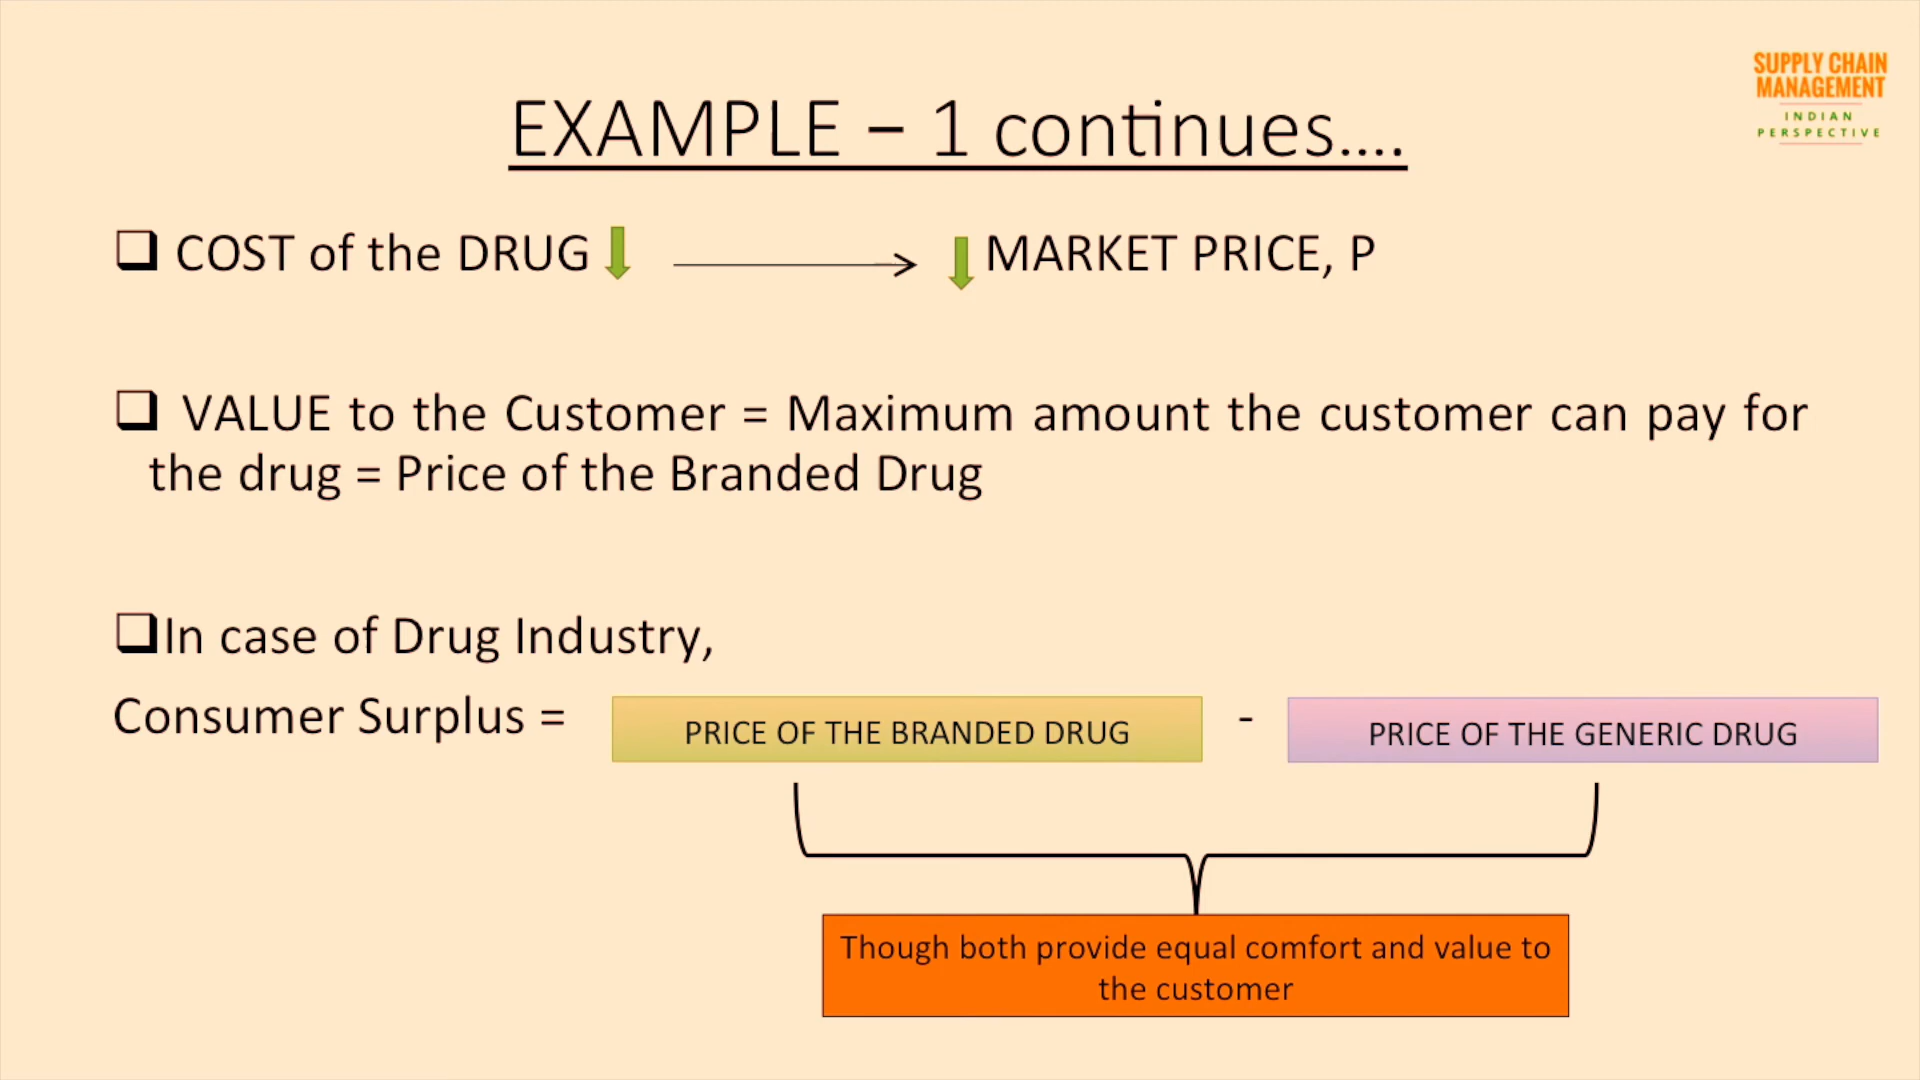 SUPPLY CHAIN
MANAGEMENT
INDIAN
PERSPECTIVE
EXAMPLE – 1 continues....
COST of the DRUG MARKET PRICE, P
VALUE to the Customer = Maximum amount the customer can pay for
the drug = Price of the Branded Drug
In case of Drug Industry,
Consumer Surplus = PRICE OF THE BRANDED DRUG - PRICE OF THE GENERIC DRUG
Though both provide equal comfort and value to
the customer